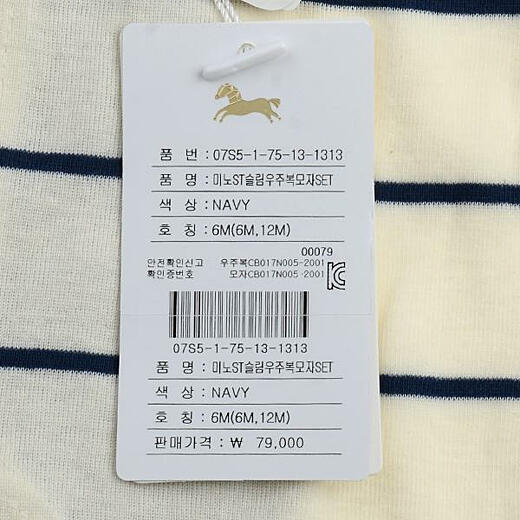 품 번 : 07S5-1-75-13-1313
품 명 : 미노ST슬림우주복모자SET
색 상 : NAVY
호 칭 : 6M(6M,12M)
00079
안전확인신고 우주복CB017N005-2001
확인증번호 모자CB017N005-2001
07S5-1-75-13-1313
품 명 : 미노ST슬림우주복모자SET
색 상 : NAVY
호 칭 : 6M(6M,12M)
판매가격 : ₩ 79,000